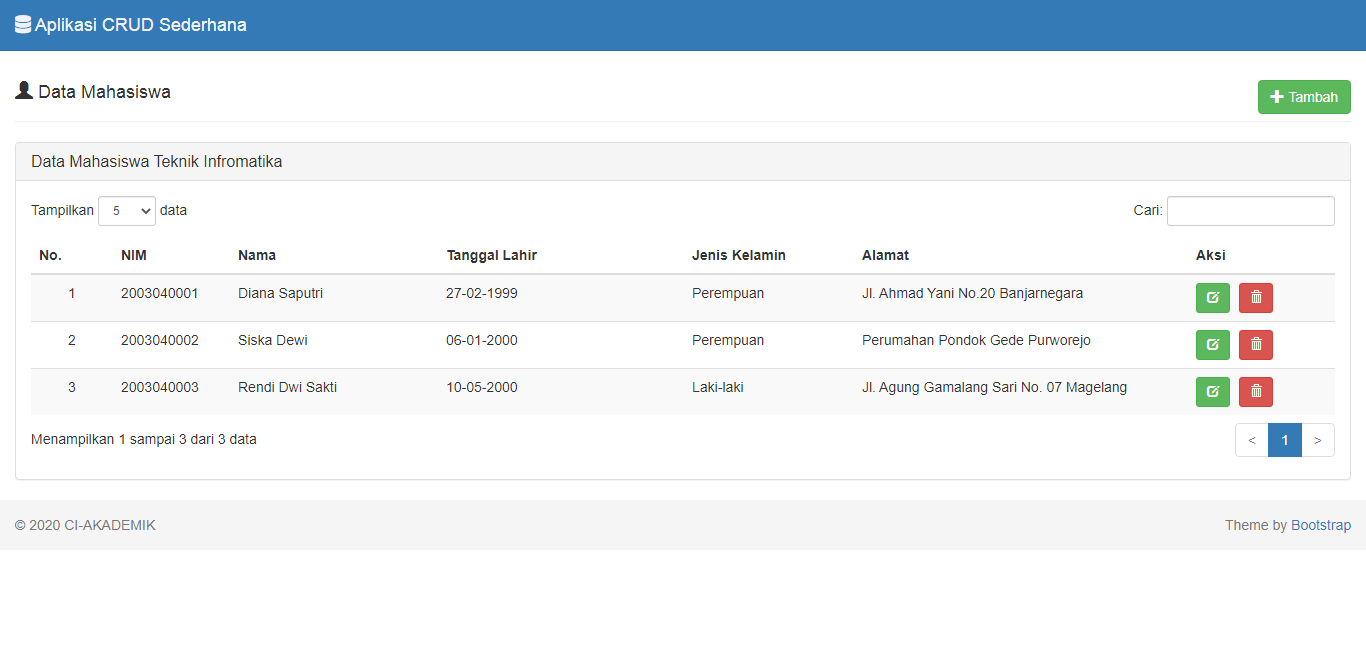 Aplikasi CRUD Sederhana
Data Mahasiswa
Tambah
Data Mahasiswa Teknik Infromatika
Tampilkan 5 data Cari:
No. NIM Nama Tanggal Lahir Jenis Kelamin Alamat Aksi
1 2003040001 Diana Saputri 27-02-1999 Perempuan Jl. Ahmad Yani No.20 Banjarnegara
2 2003040002 Siska Dewi 06-01-2000 Perempuan Perumahan Pondok Gede Purworejo
3 2003040003 Rendi Dwi Sakti 10-05-2000 Laki-laki Jl. Agung Gamalang Sari No. 07 Magelang
Menampilkan 1 sampai 3 dari 3 data < 1 >
© 2020 CI-AKADEMIK Theme by Bootstrap